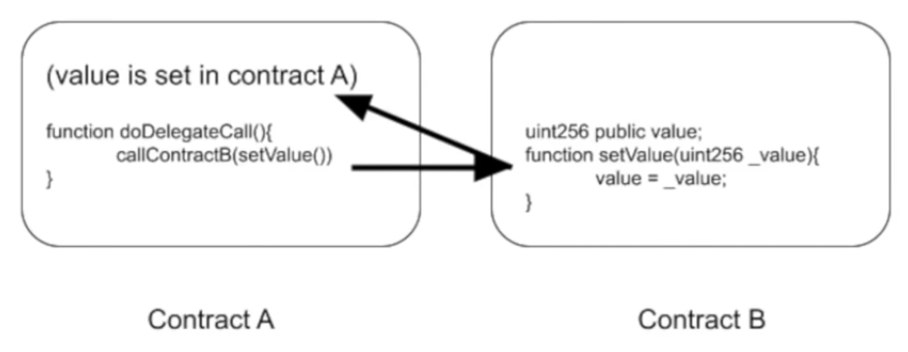 (value is set in contract A)
function doDelegateCall(){
callContractB(setValue())
}
uint256 public value;
function setValue(uint256 _value){
value = _value;
}
Contract A
Contract B